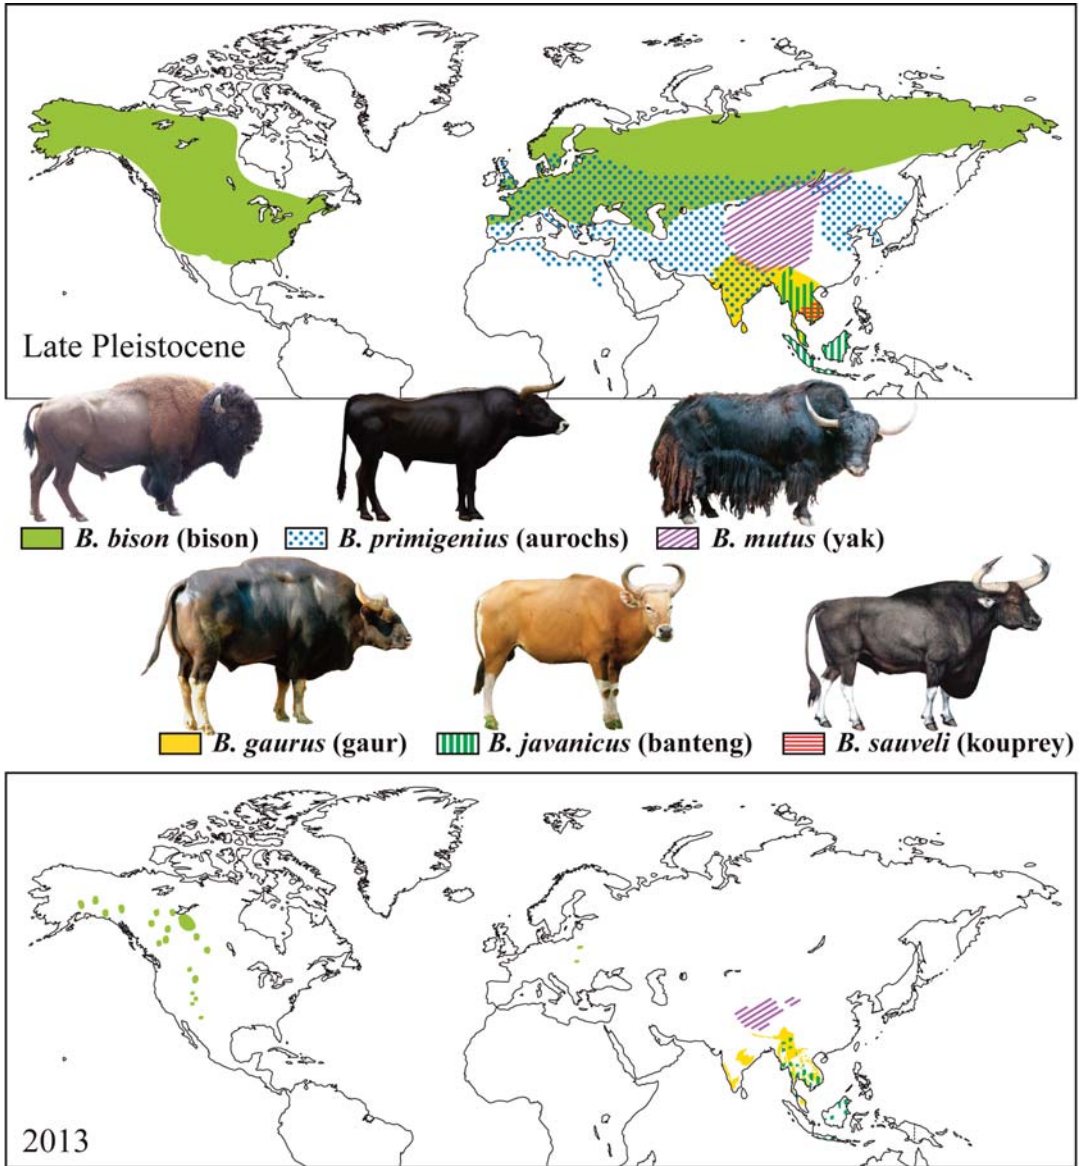 Late Pleistocene
B. bison (bison) B. primigenius (aurochs) B. mutus (yak)
B. gaurus (gaur) B. javanicus (banteng) B. sauveli (kouprey)
2013